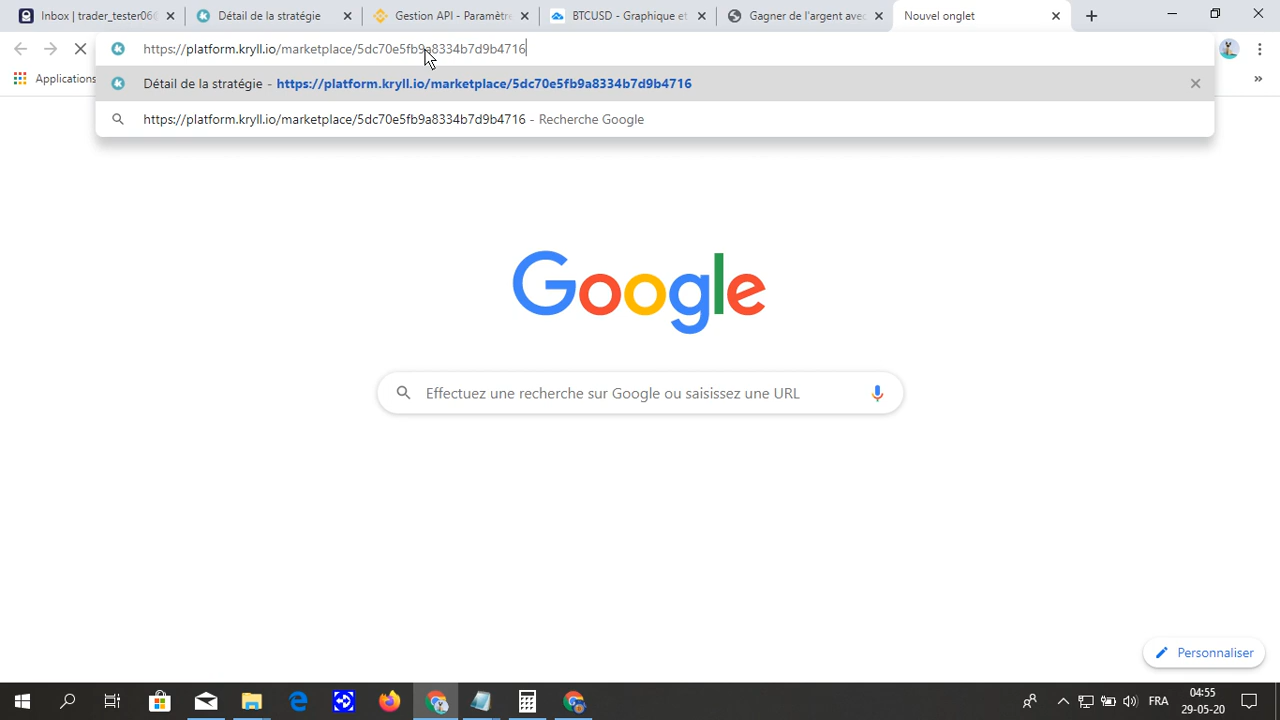 Inbox | trader_tester06
Détail de la stratégie
Gestion API - Paramètr
BTCUSD - Graphique et
Gagner de l'argent avec
Nouvel onglet
https://platform.kryll.io/marketplace/5dc70e5fb9a8334b7d9b4716
Applications
Détail de la stratégie - https://platform.kryll.io/marketplace/5dc70e5fb9a8334b7d9b4716
https://platform.kryll.io/marketplace/5dc70e5fb9a8334b7d9b4716 - Recherche Google
Google
Effectuez une recherche sur Google ou saisissez une URL
Personnaliser
FRA
04:55
29-05-20